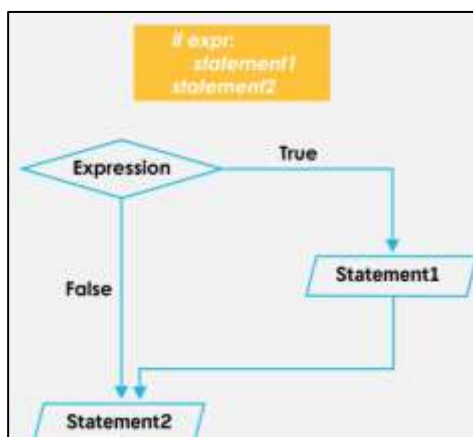 if expr:
statement1
statement2
Expression
True
False
Statement1
Statement2